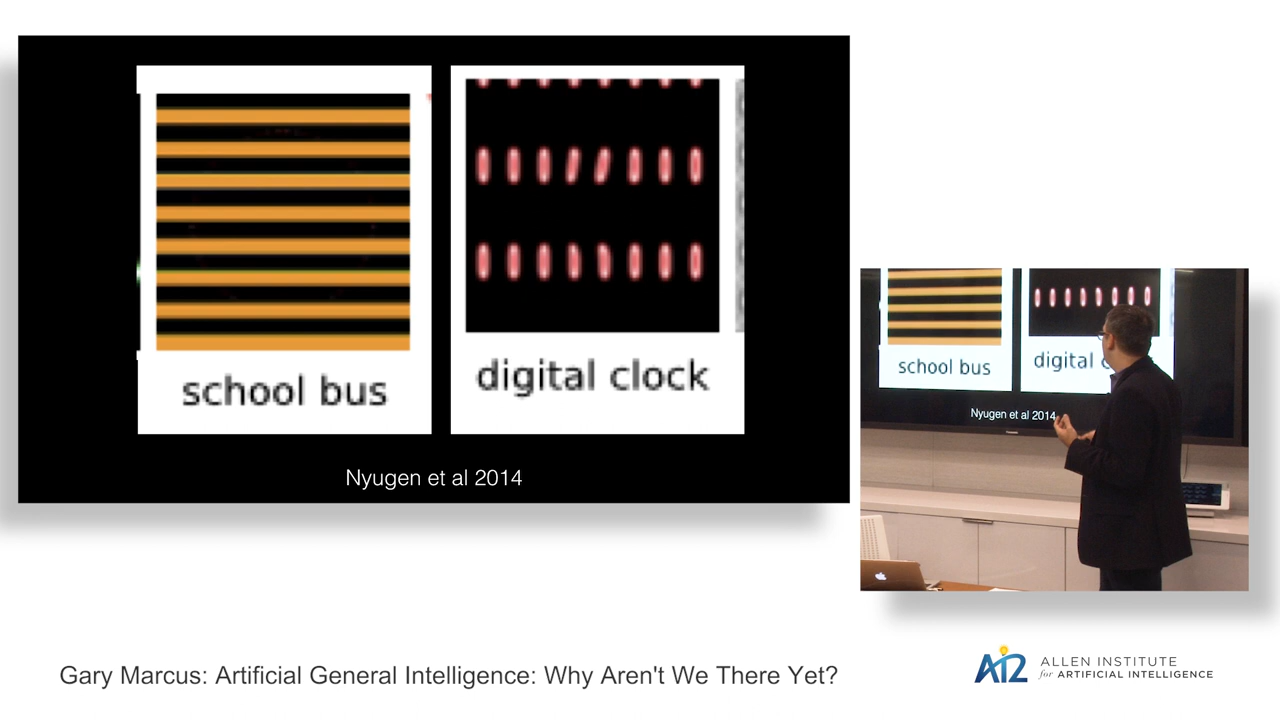 school bus
digital clock
Nyugen et al 2014
school bus
digital c
Nyugen et al 2014
Gary Marcus: Artificial General Intelligence: Why Aren't We There Yet?
AI2
ALLEN INSTITUTE
for ARTIFICIAL INTELLIGENCE